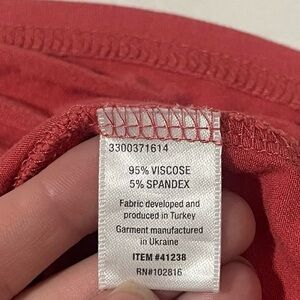 3300371614
95% VISCOSE
5% SPANDEX
Fabric developed and
produced in Turkey
Garment manufactured
in Ukraine
ITEM #41238
RN#102816